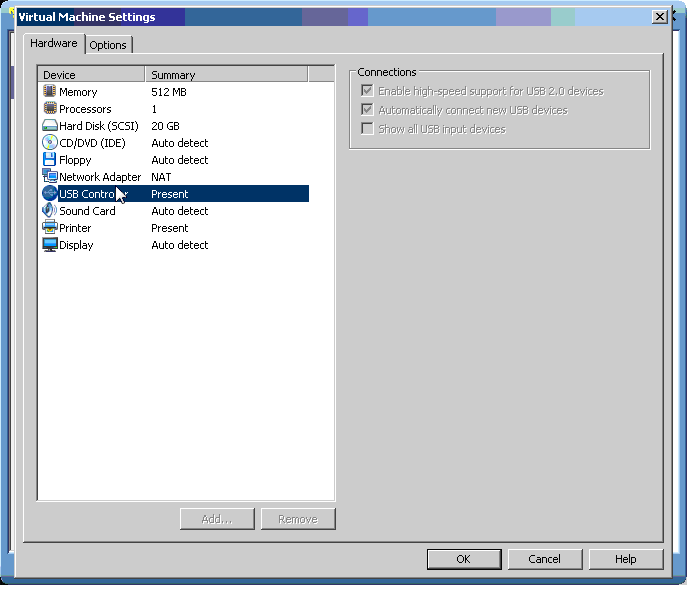 Virtual Machine Settings
Hardware Options
Device Summary
Memory 512 MB
Processors 1
Hard Disk (SCSI) 20 GB
CD/DVD (IDE) Auto detect
Floppy Auto detect
Network Adapter NAT
USB Controller Present
Sound Card Auto detect
Printer Present
Display Auto detect
Add... Remove
Connections
Enable high-speed support for USB 2.0 devices
Automatically connect new USB devices
Show all USB input devices
OK Cancel Help